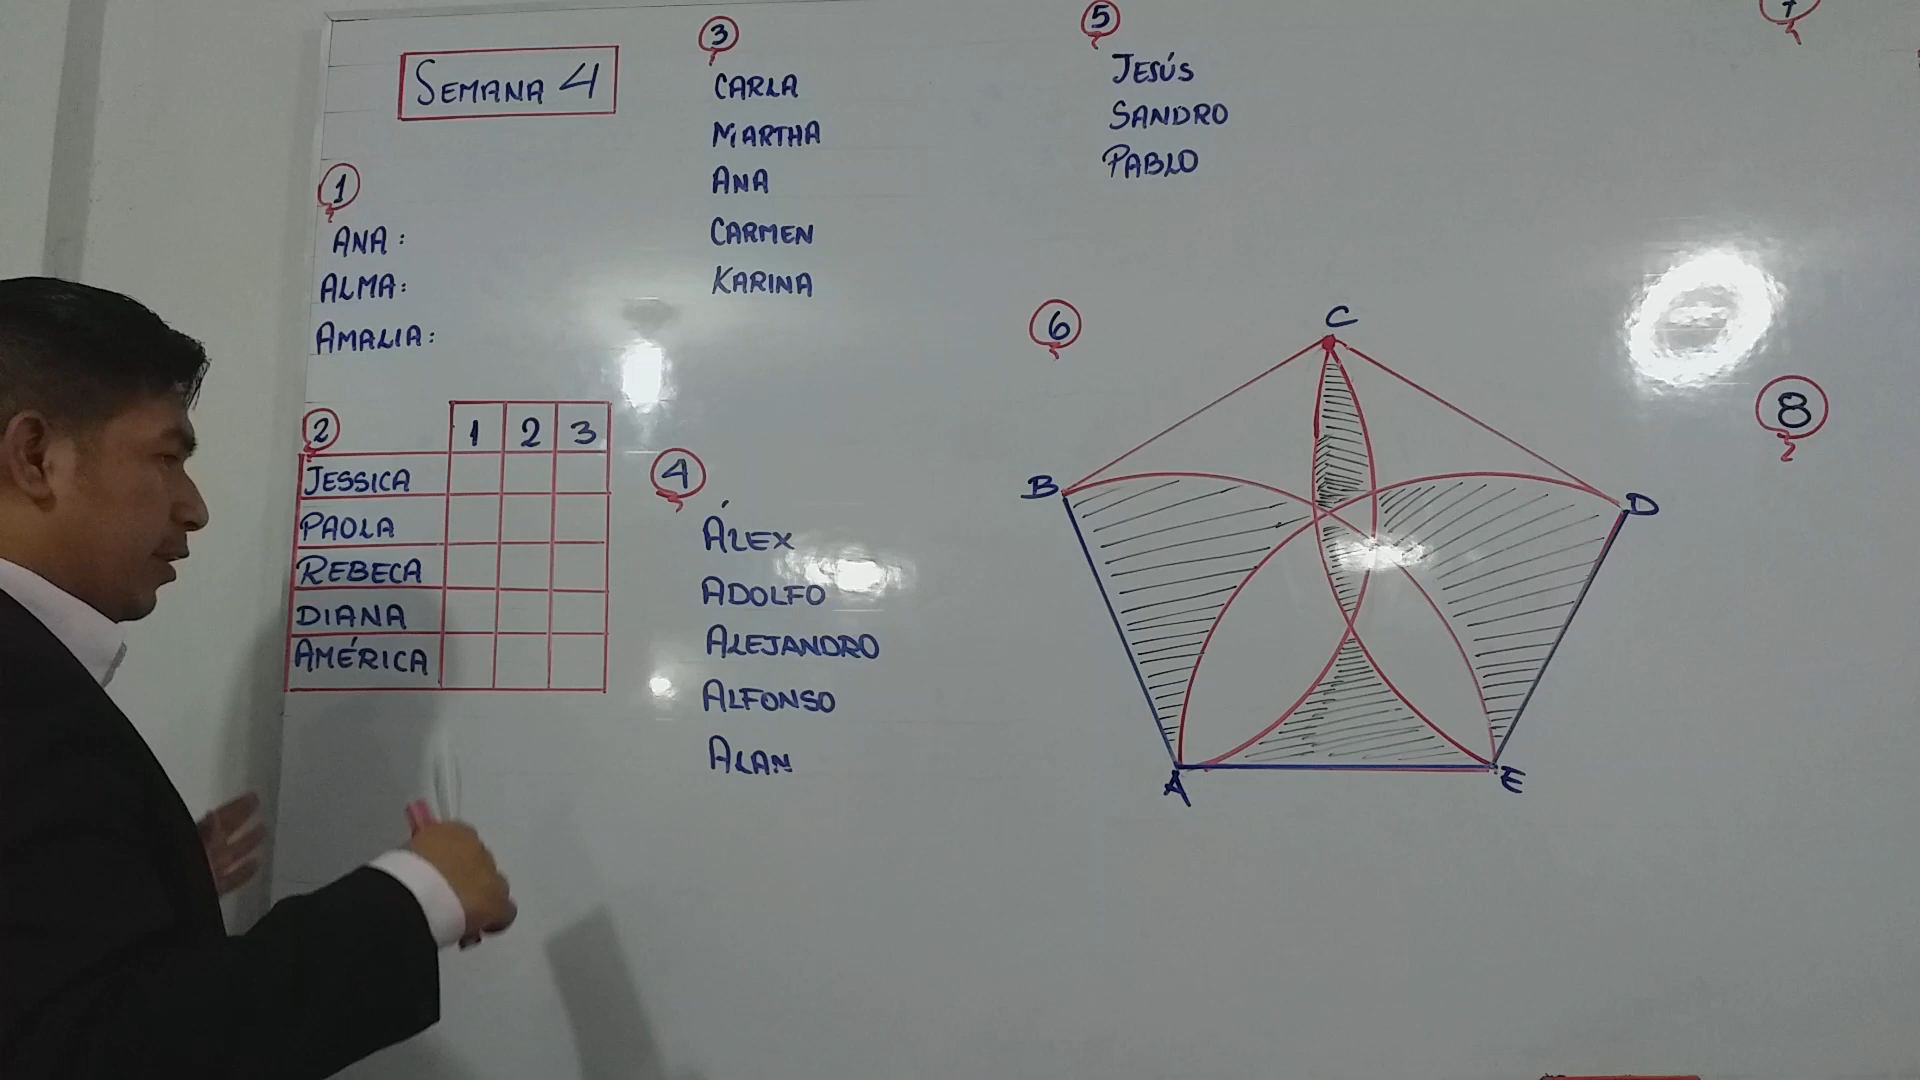 SEMANA 4
1
ANA:
ALMA:
AMALIA:
2
1 2 3
JESSICA
PAOLA
REBECA
DIANA
AMÉRICA
3
CARLA
MARTHA
ANA
CARMEN
KARINA
4
ÁLEX
ADOLFO
ALEJANDRO
ALFONSO
ALAN
5
JESÚS
SANDRO
PABLO
6
C
B
D
A
E
8